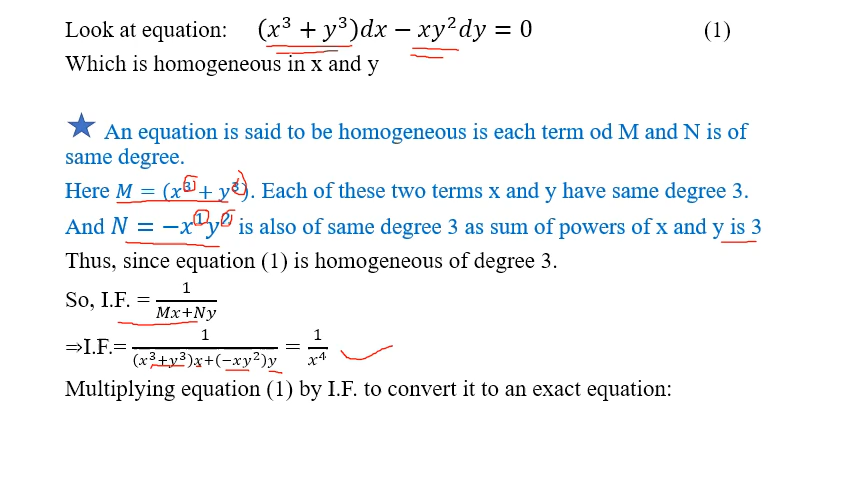 Look at equation: (x³ + y³)dx − xy²dy = 0 (1)
Which is homogeneous in x and y
An equation is said to be homogeneous is each term od M and N is of
same degree.
Here M = (x³ + y³). Each of these two terms x and y have same degree 3.
And N = −x¹y² is also of same degree 3 as sum of powers of x and y is 3
Thus, since equation (1) is homogeneous of degree 3.
So, I.F. = 1/(Mx+Ny)
⇒I.F.= 1/((x³+y³)x+(−xy²)y) = 1/x⁴
Multiplying equation (1) by I.F. to convert it to an exact equation: